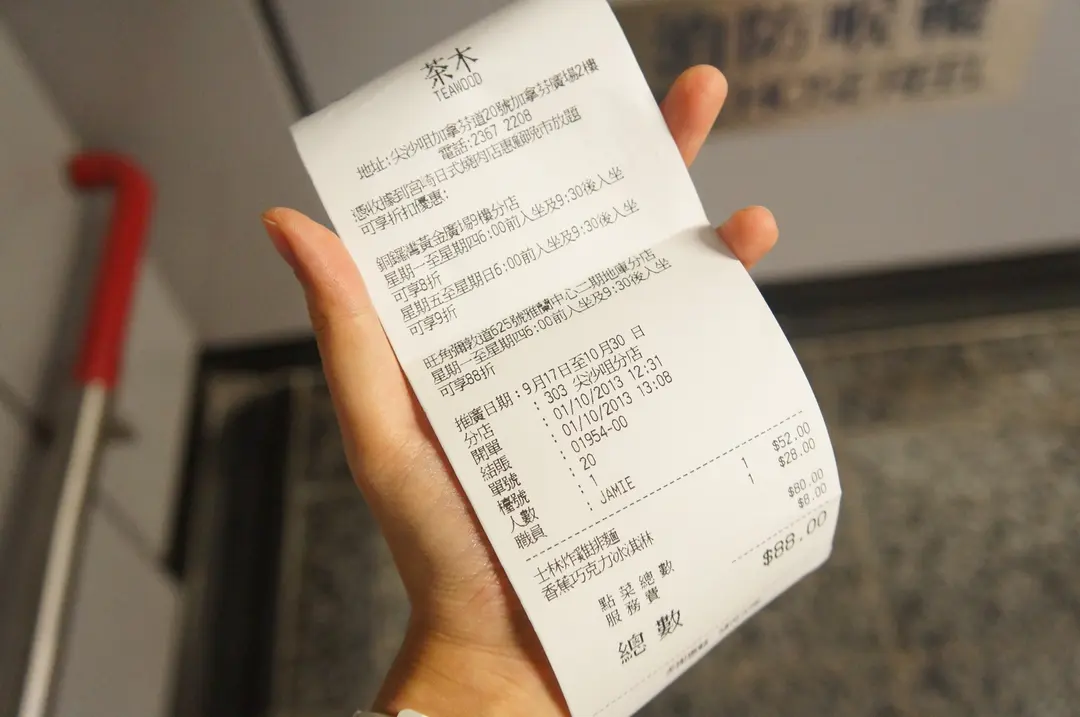 茶木
TEAWOOD
地址:尖沙咀加拿芬道20號加拿芬廣場2樓
電話:2367 2208
憑收據到宮崎日式燒肉店惠顧晚市放題
可享折扣優惠:
銅鑼灣黃金廣場9樓分店
星期一至星期四6:00前入坐及9:30後入坐
可享8折
星期五至星期日6:00前入坐及9:30後入坐
可享9折
旺角彌敦道625號雅蘭中心二期地庫分店
星期一至星期四6:00前入坐及9:30後入坐
可享88折
推廣日期:9月17日至10月30 日
分店 : 303 尖沙咀分店
開單 : 01/10/2013 12:31
結賬 : 01/10/2013 13:08
單號 : 01954-00
檯號 : 20
人數 : 1
職員 : JAMIE
士林炸雞排麵 1 $52.00
香蕉巧克力冰淇淋 1 $28.00
點菜總數 $80.00
服務費 $8.00
總數 $88.00